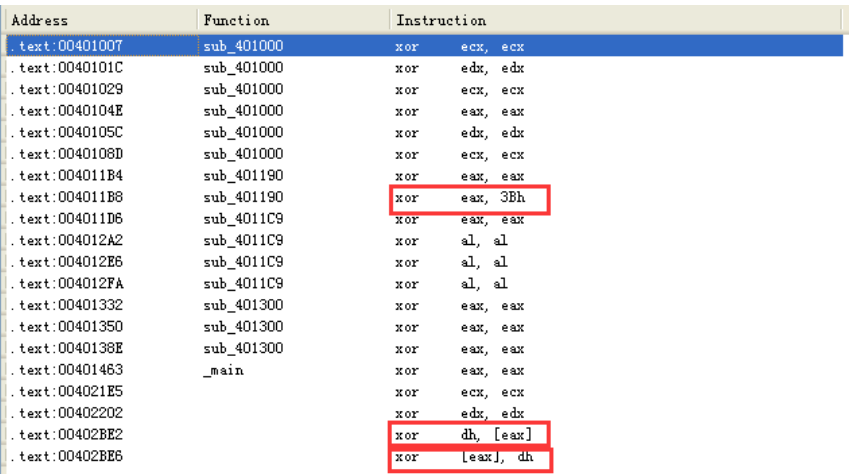 Address Function Instruction
.text:00401007 sub_401000 xor ecx, ecx
.text:0040101C sub_401000 xor edx, edx
.text:00401029 sub_401000 xor ecx, ecx
.text:0040104E sub_401000 xor eax, eax
.text:0040105C sub_401000 xor edx, edx
.text:0040108D sub_401000 xor ecx, ecx
.text:004011B4 sub_401190 xor eax, eax
.text:004011B8 sub_401190 xor eax, 3Bh
.text:004011D6 sub_4011C9 xor eax, eax
.text:004012A2 sub_4011C9 xor al, al
.text:004012E6 sub_4011C9 xor al, al
.text:004012FA sub_4011C9 xor al, al
.text:00401332 sub_401300 xor eax, eax
.text:00401350 sub_401300 xor eax, eax
.text:0040138E sub_401300 xor eax, eax
.text:00401463 _main xor eax, eax
.text:004021E5 xor ecx, ecx
.text:00402202 xor edx, edx
.text:00402BE2 xor dh, [eax]
.text:00402BE6 xor [eax], dh